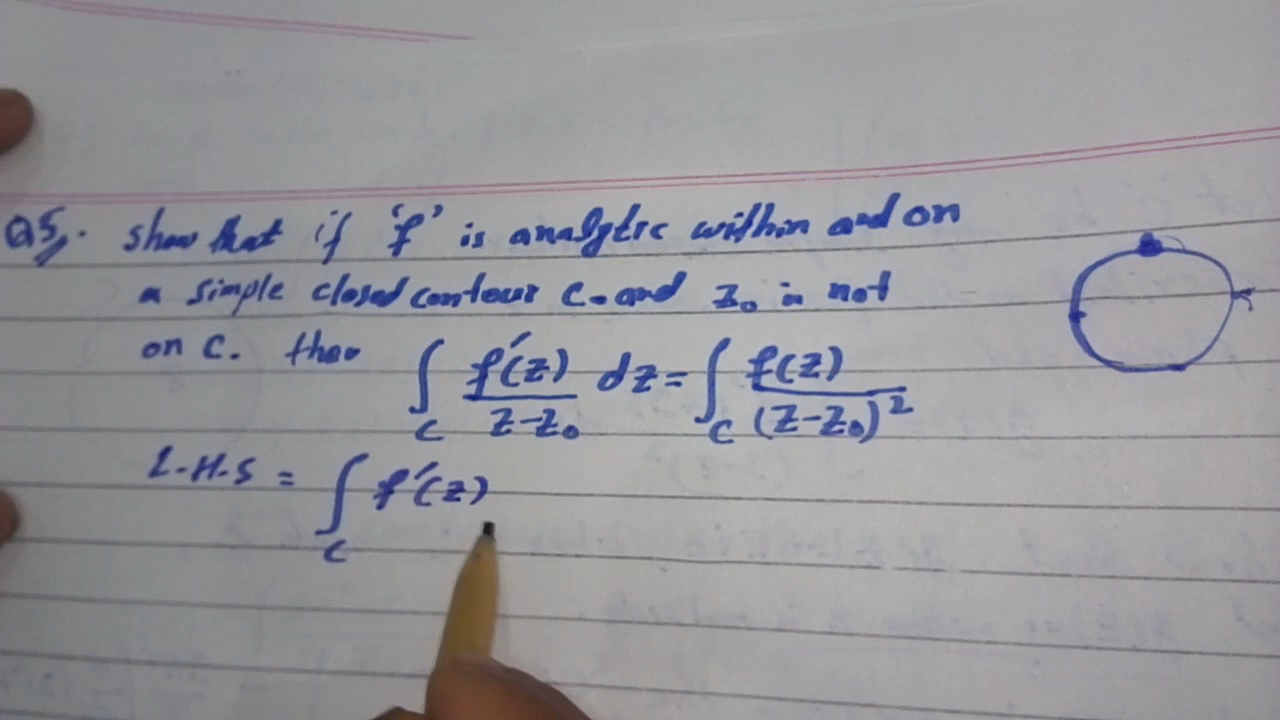 Q5. Show that if 'f' is analytic within and on
a simple closed contour C. and z₀ is not
on C. then ∫_C f'(z)/(z-z₀) dz = ∫_C f(z)/(z-z₀)²
L.H.S = ∫_C f'(z)